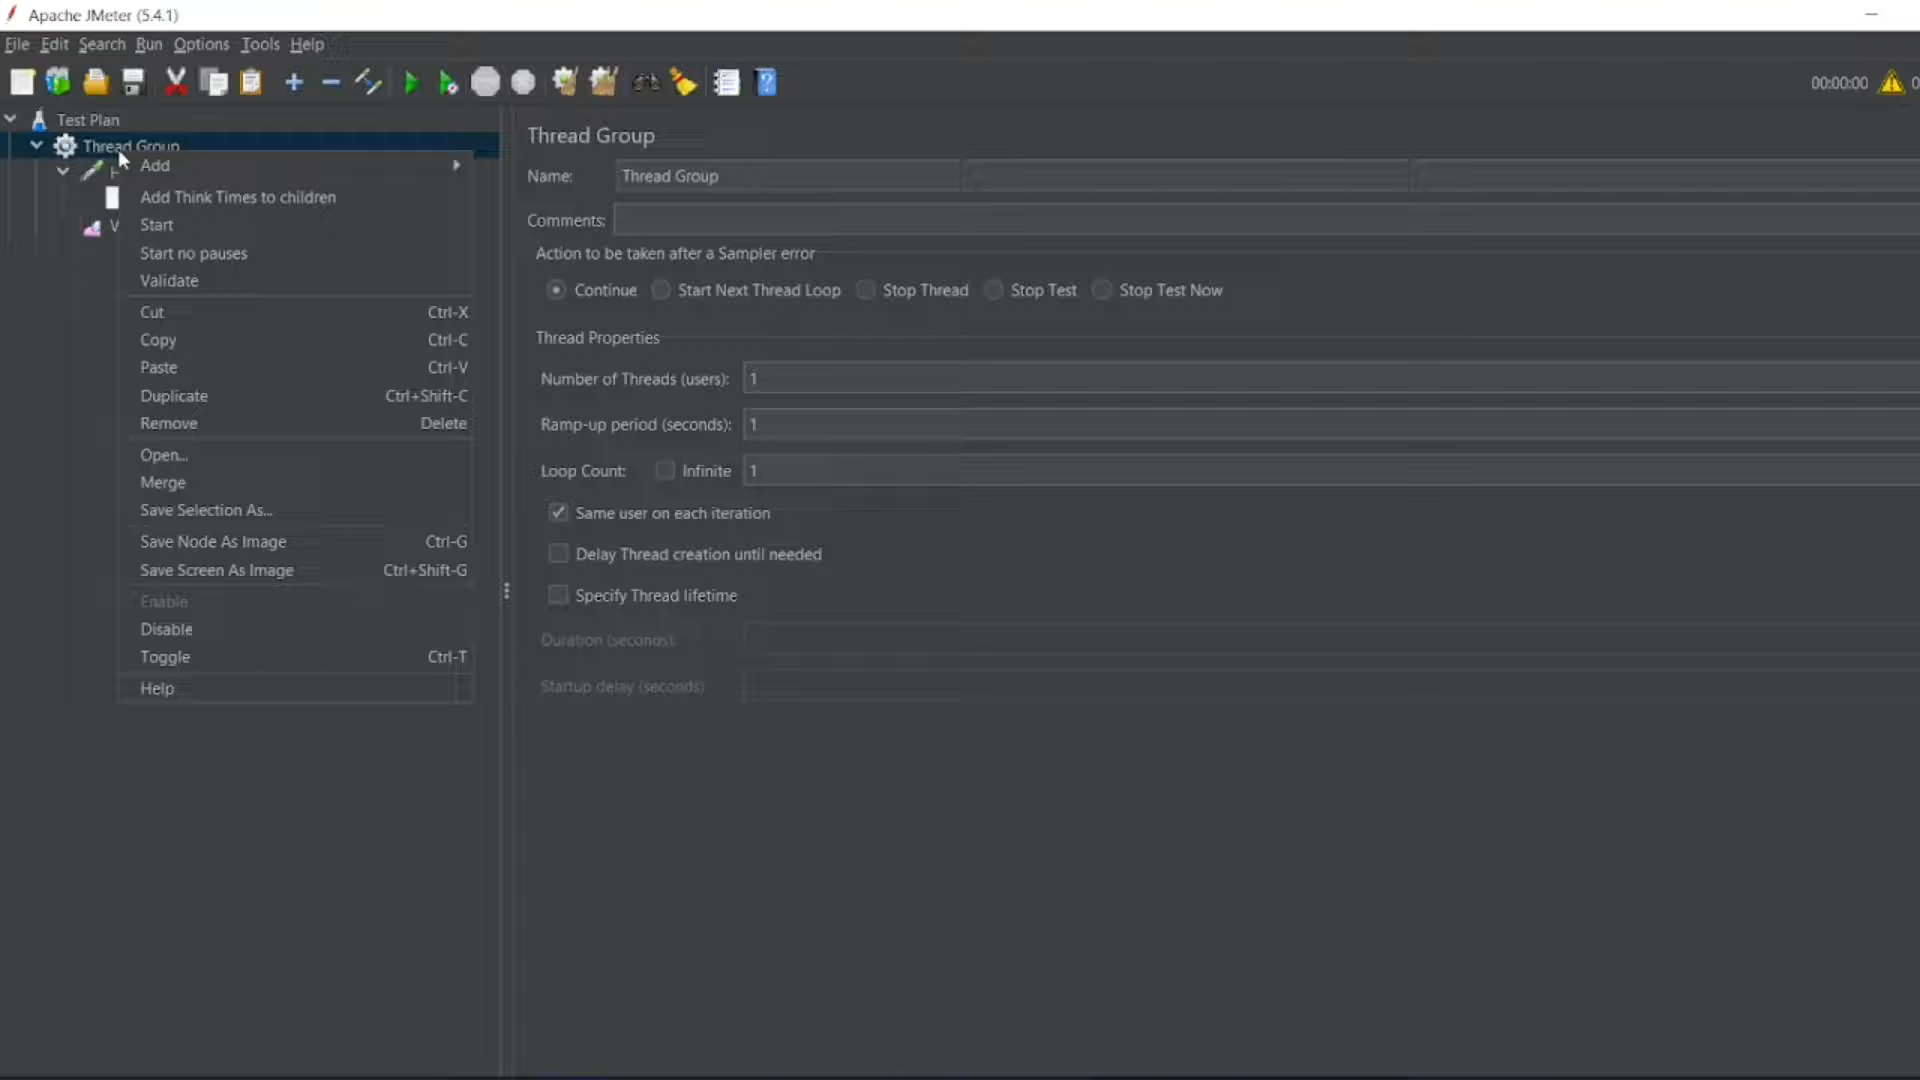 Apache JMeter (5.4.1)
File Edit Search Run Options Tools Help
00:00:00
Test Plan
Thread Group
Add
Add Think Times to children
Start
Start no pauses
Validate
Cut Ctrl-X
Copy Ctrl-C
Paste Ctrl-V
Duplicate Ctrl+Shift-C
Remove Delete
Open...
Merge
Save Selection As...
Save Node As Image Ctrl-G
Save Screen As Image Ctrl+Shift-G
Enable
Disable
Toggle Ctrl-T
Help
Thread Group
Name: Thread Group
Comments:
Action to be taken after a Sampler error
Continue Start Next Thread Loop Stop Thread Stop Test Stop Test Now
Thread Properties
Number of Threads (users): 1
Ramp-up period (seconds): 1
Loop Count: Infinite 1
Same user on each iteration
Delay Thread creation until needed
Specify Thread lifetime
Duration (seconds):
Startup delay (seconds)